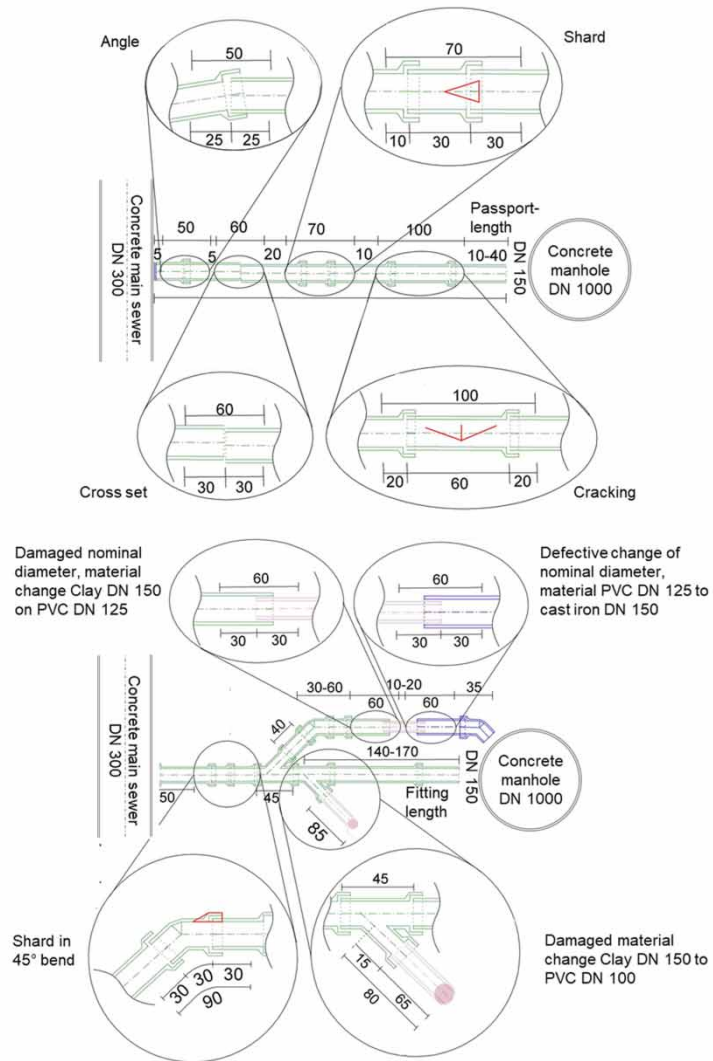 Angle
50
25
25
Shard
70
10
30
30
Concrete main sewer
DN 300
5
50
5
60
20
70
10
100
Passport-
length
10-40
DN 150
Concrete
manhole
DN 1000
60
30
30
Cross set
100
20
60
20
Cracking
Damaged nominal
diameter, material
change Clay DN 150
on PVC DN 125
60
30
30
60
30
30
Defective change of
nominal diameter,
material PVC DN 125 to
cast iron DN 150
Concrete main sewer
DN 300
30-60
10-20
35
60
60
40
140-170
DN 150
Concrete
manhole
DN 1000
50
45
Fitting
length
85
Shard in
45° bend
30
30
30
90
45
15
65
80
Damaged material
change Clay DN 150 to
PVC DN 100